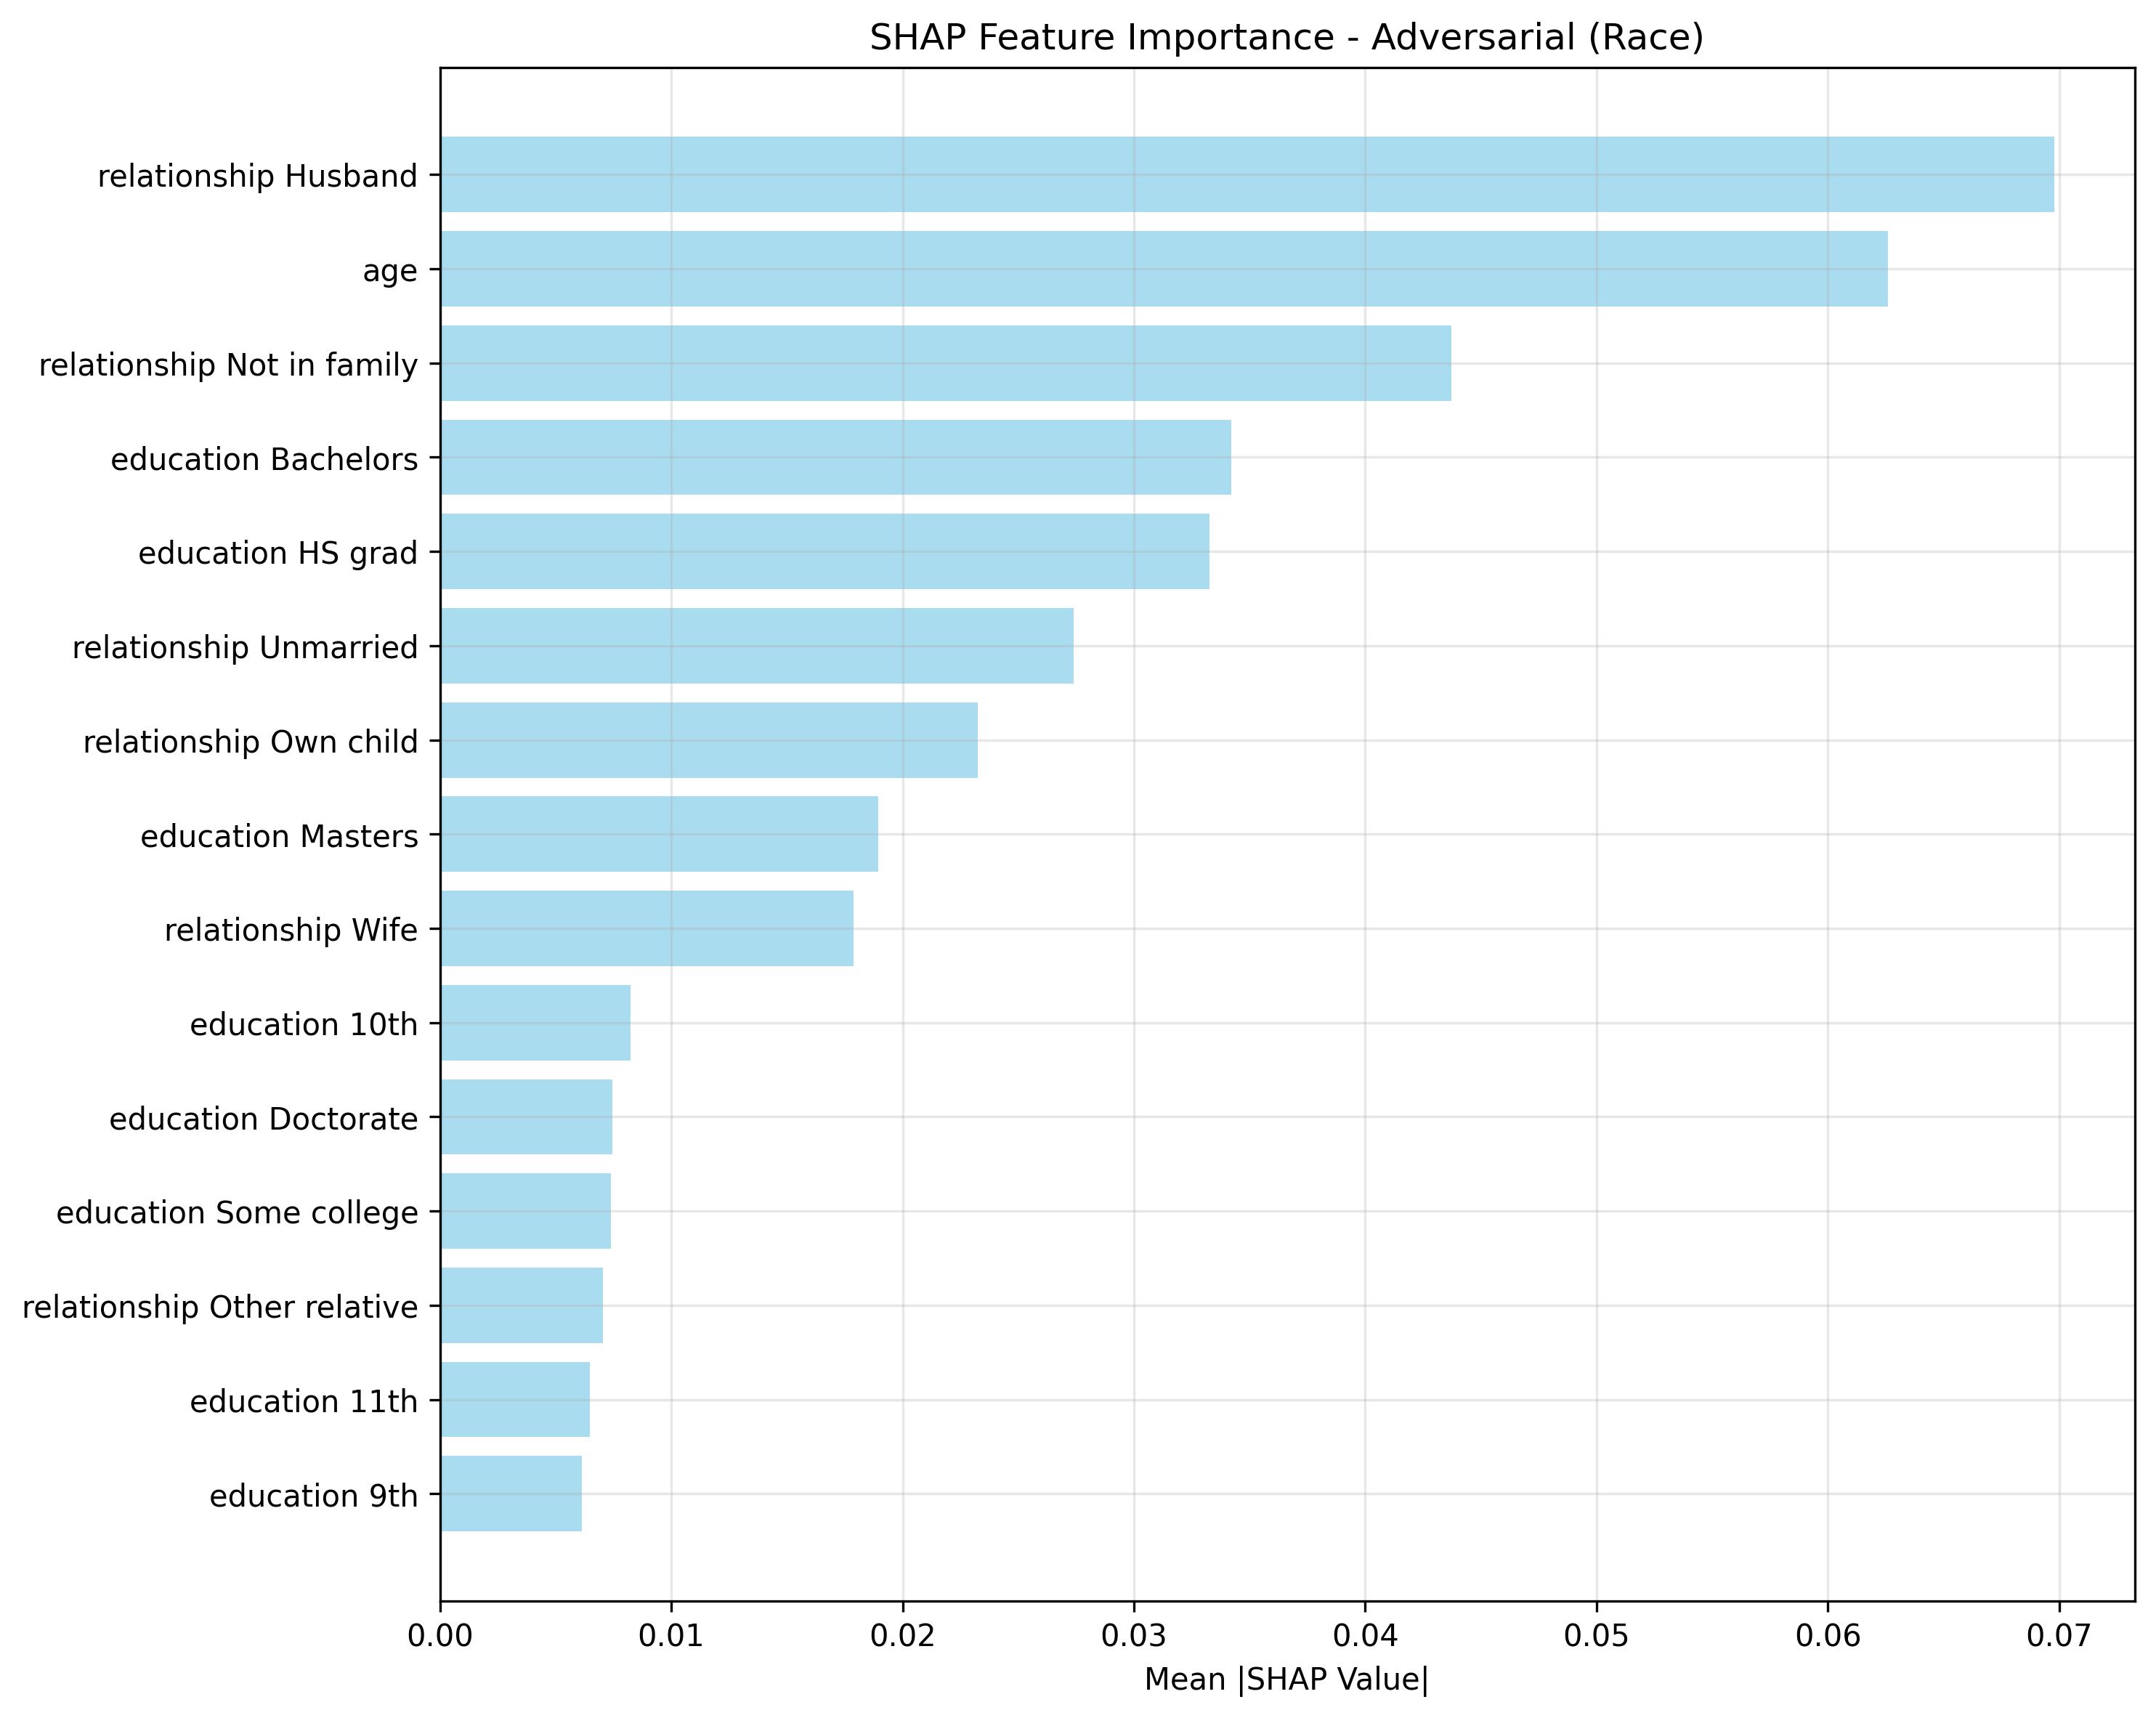 SHAP Feature Importance - Adversarial (Race)
relationship Husband
age
relationship Not in family
education Bachelors
education HS grad
relationship Unmarried
relationship Own child
education Masters
relationship Wife
education 10th
education Doctorate
education Some college
relationship Other relative
education 11th
education 9th
0.00 0.01 0.02 0.03 0.04 0.05 0.06 0.07
Mean |SHAP Value|